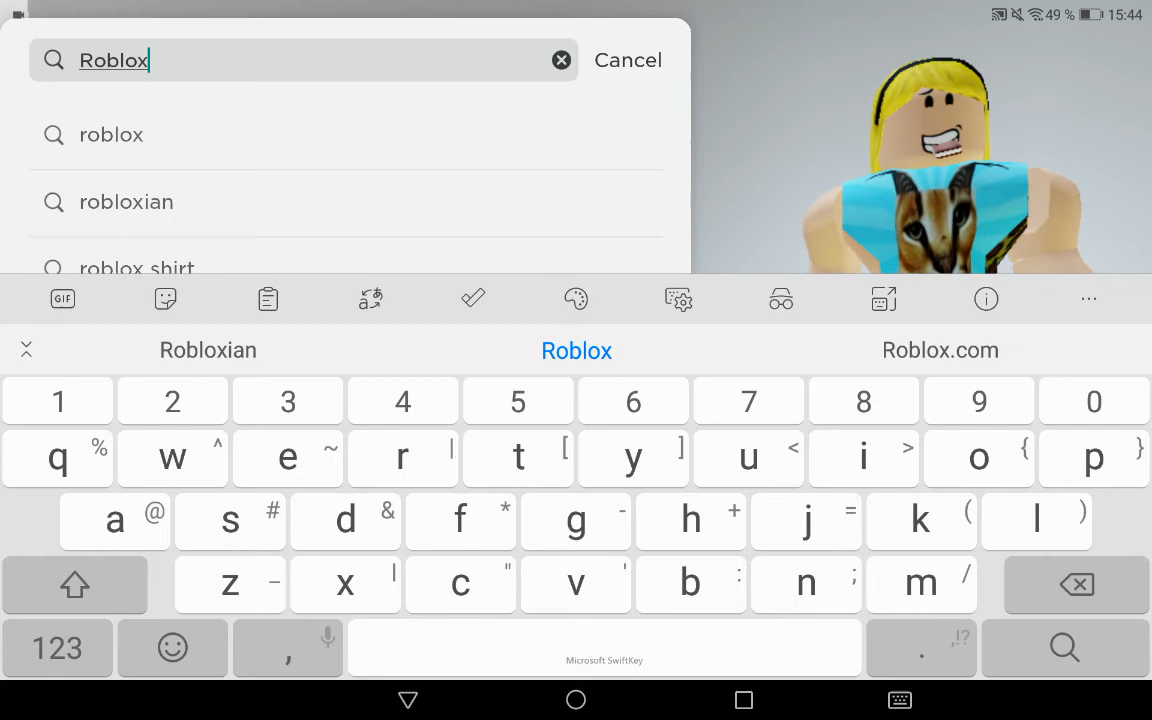 49 % 15:44
Roblox Cancel
roblox
robloxian
roblox shirt
GIF
Robloxian Roblox Roblox.com
1 2 3 4 5 6 7 8 9 0
q % w ^ e ~ r | t [ y ] u < i > o { p }
a @ s # d & f * g - h + j = k ( l )
z _ x | c " v ' b : n ; m /
123 , Microsoft SwiftKey . ,!?